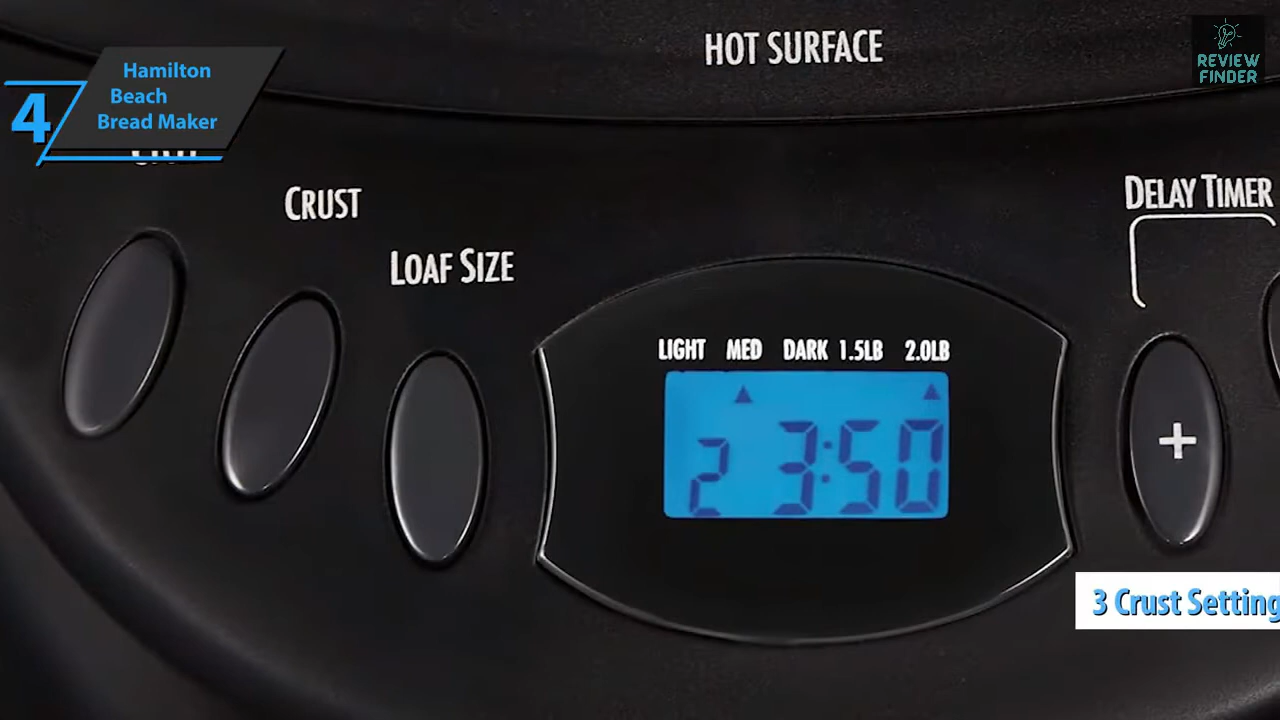 HOT SURFACE
REVIEW
FINDER
4
Hamilton
Beach
Bread Maker
CRUST
LOAF SIZE
DELAY TIMER
LIGHT MED DARK 1.5LB 2.0LB
2 3:50
+
3 Crust Setting